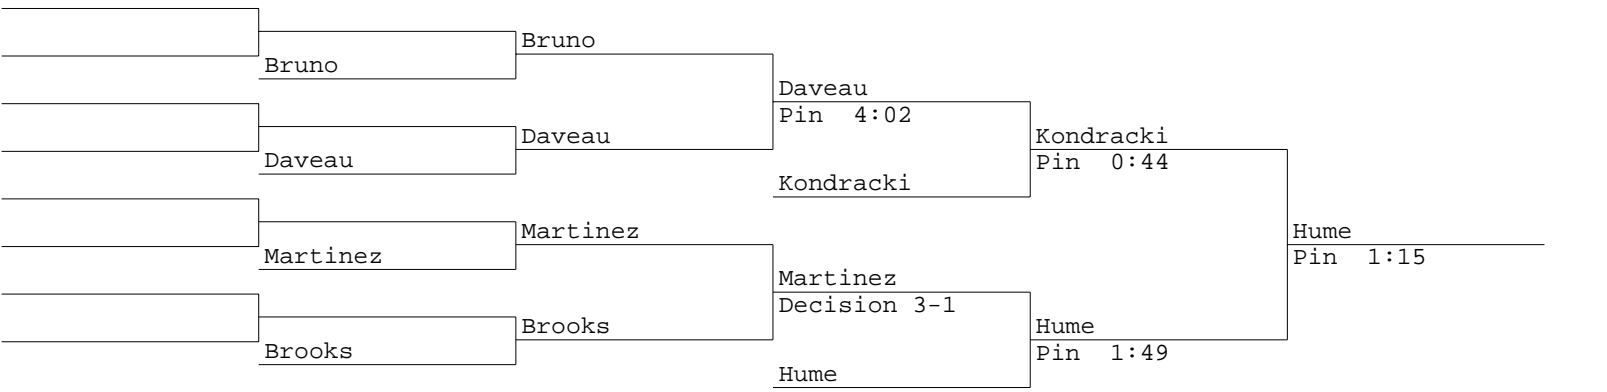 Bruno
Bruno
Daveau
Pin 4:02
Daveau
Kondracki
Daveau
Pin 0:44
Kondracki
Martinez
Hume
Martinez
Pin 1:15
Martinez
Decision 3-1
Brooks
Hume
Brooks
Pin 1:49
Hume